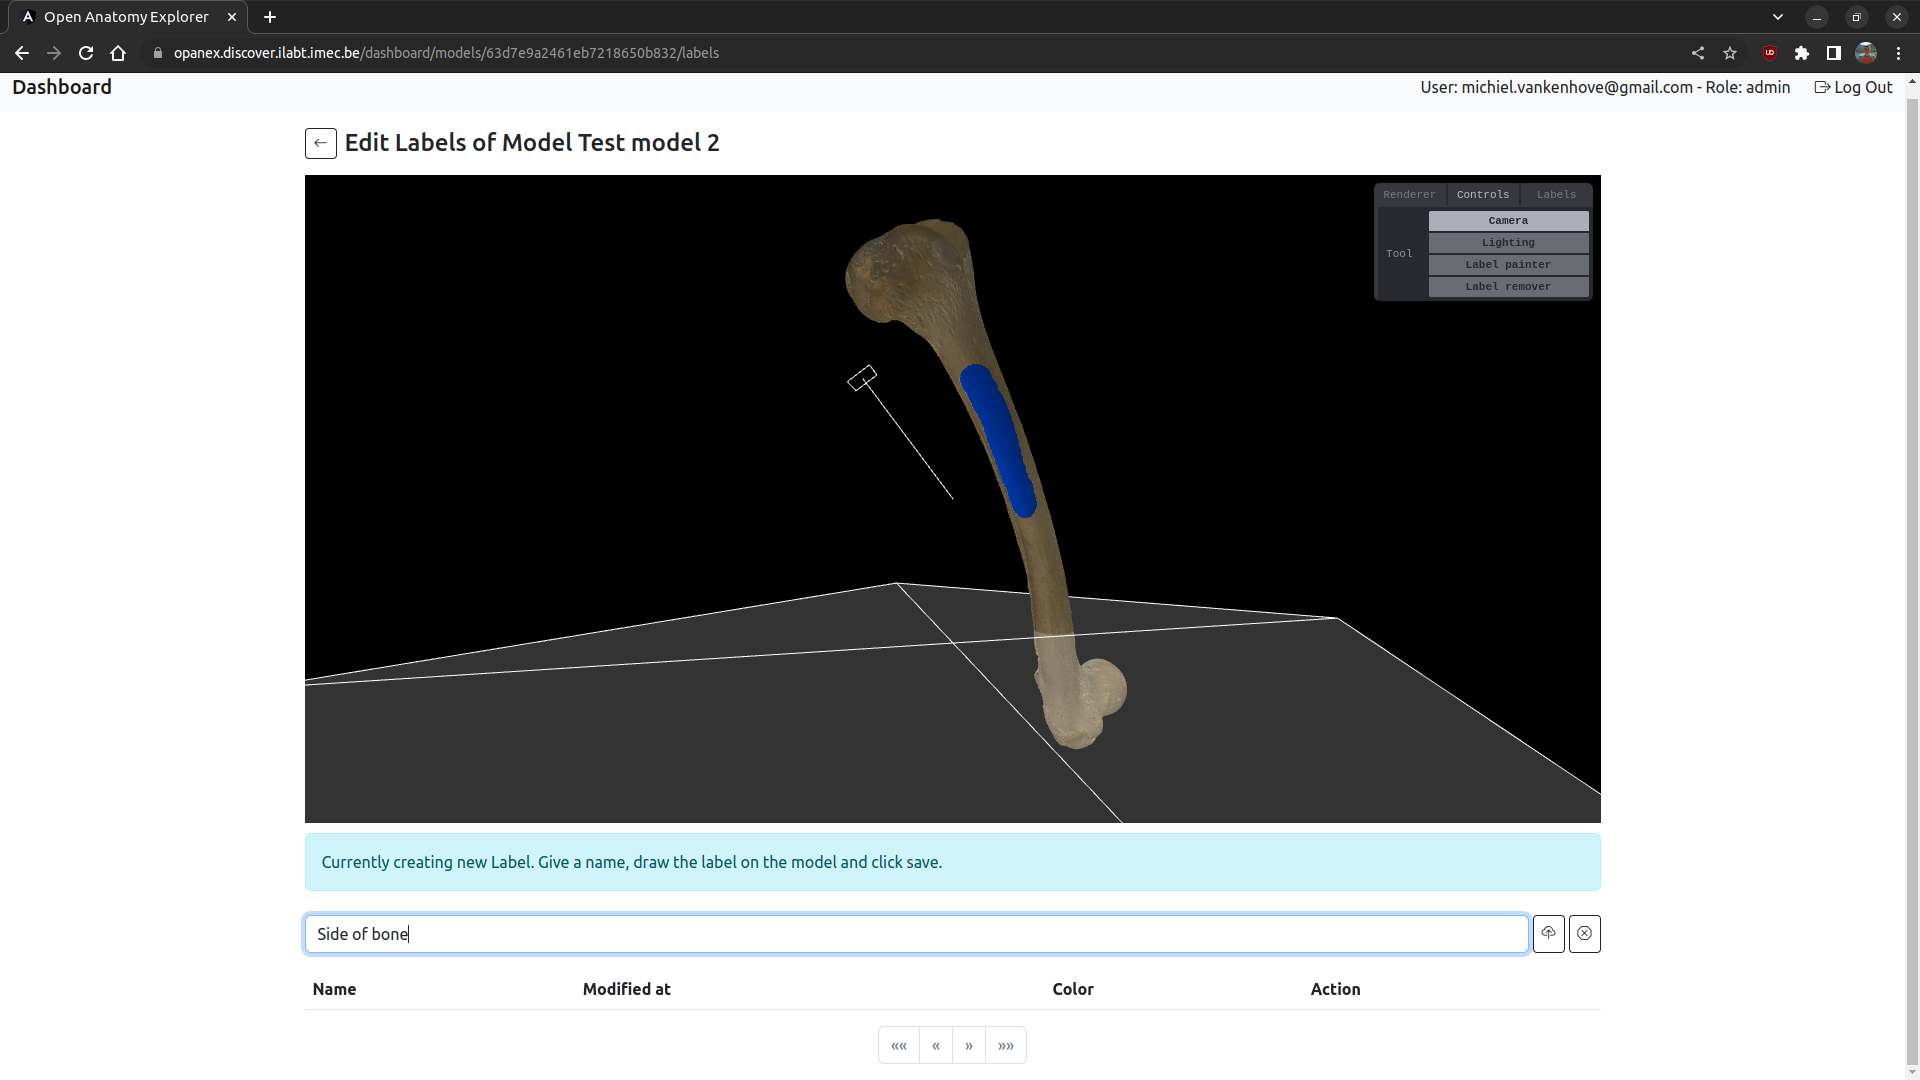 Open Anatomy Explorer
opanex.discover.ilabt.imec.be/dashboard/models/63d7e9a2461eb7218650b832/labels
Dashboard
User: michiel.vankenhove@gmail.com - Role: admin
Log Out
Edit Labels of Model Test model 2
Renderer Controls Labels
Tool
Camera
Lighting
Label painter
Label remover
Currently creating new Label. Give a name, draw the label on the model and click save.
Side of bone
Name Modified at Color Action
«« « » »»